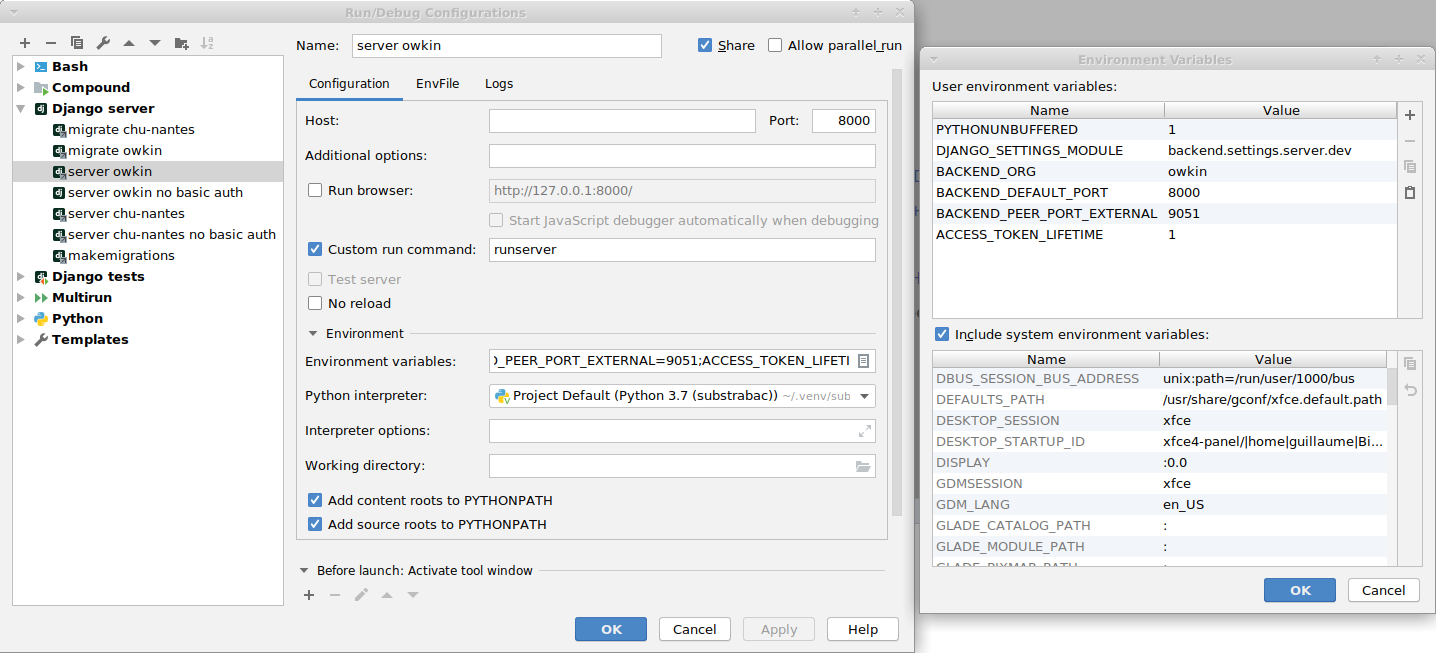 Run/Debug Configurations
Name: server owkin
Share
Allow parallel run
Bash
Compound
Django server
migrate chu-nantes
migrate owkin
server owkin
server owkin no basic auth
server chu-nantes
server chu-nantes no basic auth
makemigrations
Django tests
Multirun
Python
Templates
Configuration EnvFile Logs
Host: Port: 8000
Additional options:
Run browser: http://127.0.0.1:8000/
Start JavaScript debugger automatically when debugging
Custom run command: runserver
Test server
No reload
Environment
Environment variables: _PEER_PORT_EXTERNAL=9051;ACCESS_TOKEN_LIFETI
Python interpreter: Project Default (Python 3.7 (substrabac)) ~/.venv/sub
Interpreter options:
Working directory:
Add content roots to PYTHONPATH
Add source roots to PYTHONPATH
Before launch: Activate tool window
OK Cancel Apply Help
Environment Variables
User environment variables:
Name Value
PYTHONUNBUFFERED 1
DJANGO_SETTINGS_MODULE backend.settings.server.dev
BACKEND_ORG owkin
BACKEND_DEFAULT_PORT 8000
BACKEND_PEER_PORT_EXTERNAL 9051
ACCESS_TOKEN_LIFETIME 1
Include system environment variables:
Name Value
DBUS_SESSION_BUS_ADDRESS unix:path=/run/user/1000/bus
DEFAULTS_PATH /usr/share/gconf/xfce.default.path
DESKTOP_SESSION xfce
DESKTOP_STARTUP_ID xfce4-panel/|home|guillaume|Bi...
DISPLAY :0.0
GDMSESSION xfce
GDM_LANG en_US
GLADE_CATALOG_PATH :
GLADE_MODULE_PATH :
GLADE_PIXMAP_PATH :
OK Cancel